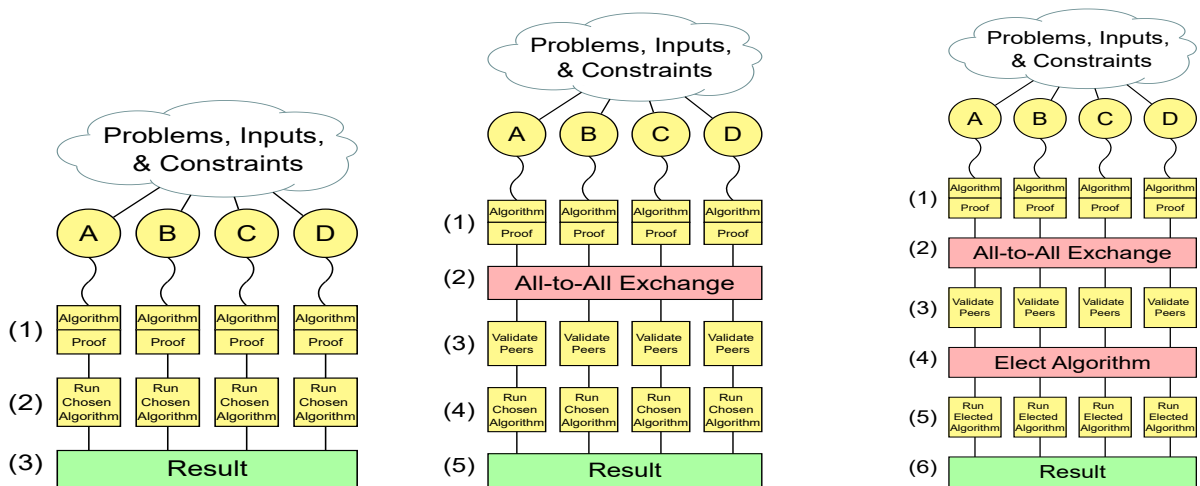 Problems, Inputs,
& Constraints
A B C D
(1) Algorithm Algorithm Algorithm Algorithm
Proof Proof Proof Proof
(2) Run Run Run Run
Chosen Chosen Chosen Chosen
Algorithm Algorithm Algorithm Algorithm
(3) Result
Problems, Inputs,
& Constraints
A B C D
(1) Algorithm Algorithm Algorithm Algorithm
Proof Proof Proof Proof
(2) All-to-All Exchange
(3) Validate Validate Validate Validate
Peers Peers Peers Peers
(4) Run Run Run Run
Chosen Chosen Chosen Chosen
Algorithm Algorithm Algorithm Algorithm
(5) Result
Problems, Inputs,
& Constraints
A B C D
(1) Algorithm Algorithm Algorithm Algorithm
Proof Proof Proof Proof
(2) All-to-All Exchange
(3) Validate Validate Validate Validate
Peers Peers Peers Peers
(4) Elect Algorithm
(5) Run Run Run Run
Elected Elected Elected Elected
Algorithm Algorithm Algorithm Algorithm
(6) Result